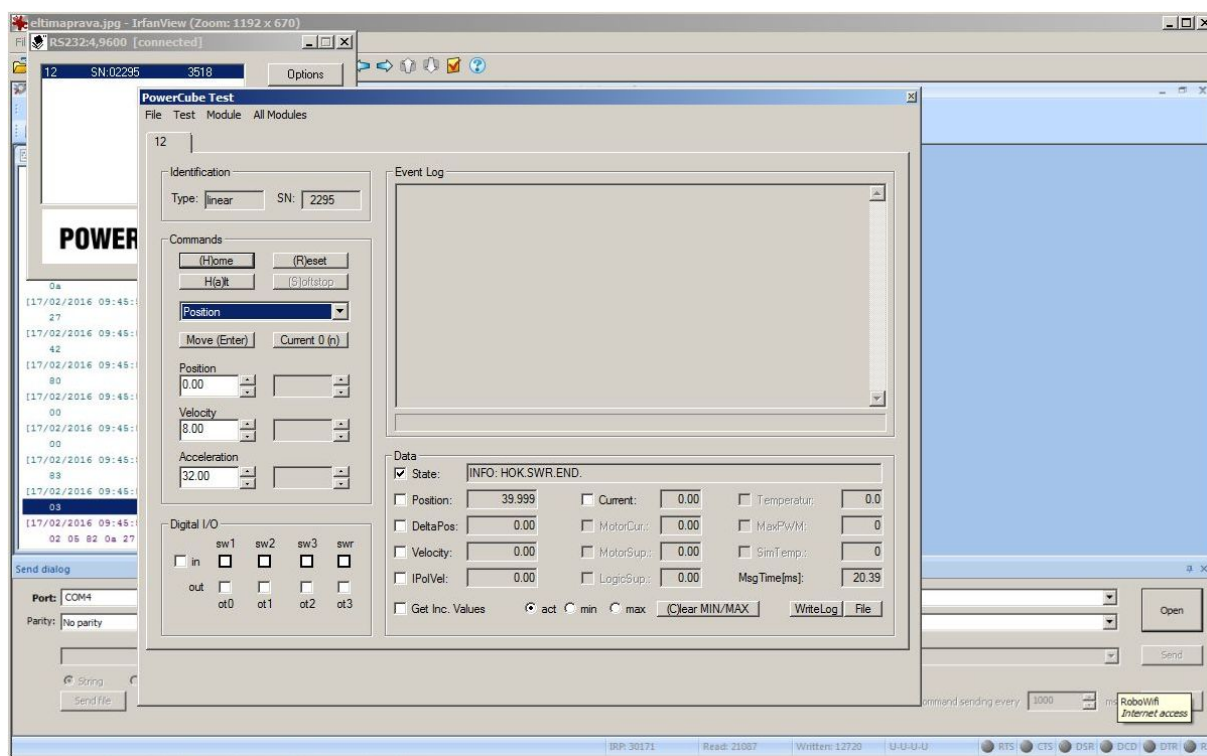 eltimaprava.jpg - IrfanView (Zoom: 1192 x 670)
RS232:4,9600 [connected]
12 SN:02295 3518
Options
POWER
PowerCube Test
File Test Module All Modules
12
Identification
Type: linear SN: 2295
Commands
(H)ome (R)eset
H(a)lt (S)oftstop
Position
Move (Enter) Current 0 (n)
Position
0.00
Velocity
8.00
Acceleration
32.00
Digital I/O
sw1 sw2 sw3 swr
in
out
ot0 ot1 ot2 ot3
Event Log
Data
State: INFO: HOK.SWR.END.
Position: 39.999 Current: 0.00 Temperatur: 0.0
DeltaPos: 0.00 MotorCur.: 0.00 MaxPWM: 0
Velocity: 0.00 MotorSup.: 0.00 SimTemp.: 0
IPolVel: 0.00 LogicSup.: 0.00 MsgTime[ms]: 20.39
Get Inc. Values act min max (C)lear MIN/MAX WriteLog File
0a
[17/02/2016 09:45:
27
[17/02/2016 09:45:
42
[17/02/2016 09:45:
80
[17/02/2016 09:45:
00
[17/02/2016 09:45:
00
[17/02/2016 09:45:
83
[17/02/2016 09:45:
03
[17/02/2016 09:45:
02 05 82 0a 27
Send dialog
Port: COM4
Open
Parity: No parity
Send
String
Send file
command sending every 1000 ms
RoboWifi
Internet access
IRP: 30171 Read: 21087 Written: 12720 U-U-U-U RTS CTS DSR DCD DTR R